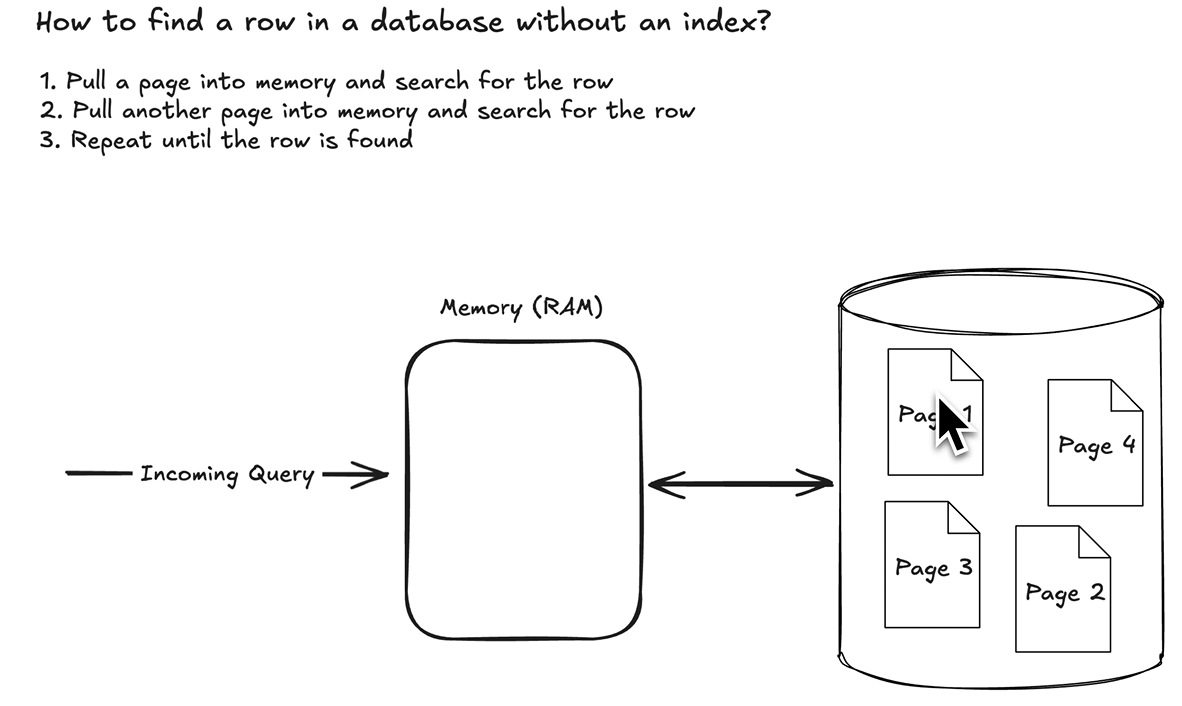 How to find a row in a database without an index?
1. Pull a page into memory and search for the row
2. Pull another page into memory and search for the row
3. Repeat until the row is found
Memory (RAM)
Incoming Query
Page 1
Page 4
Page 3
Page 2